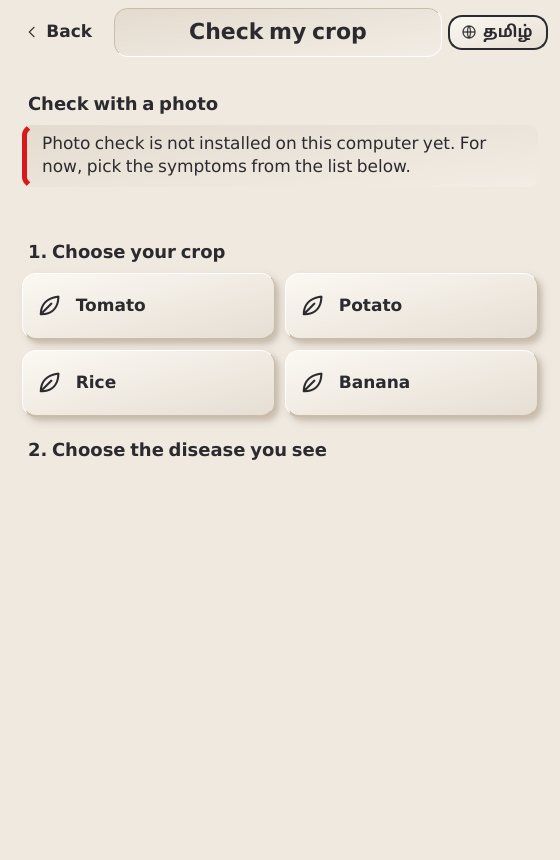 Back
Check my crop
தமிழ்
Check with a photo
Photo check is not installed on this computer yet. For
now, pick the symptoms from the list below.
1. Choose your crop
Tomato
Potato
Rice
Banana
2. Choose the disease you see